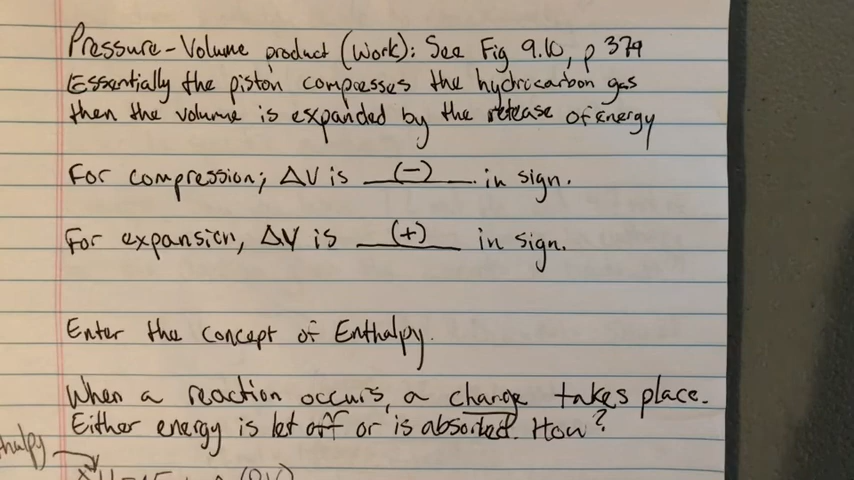 Pressure-Volume product (Work): See Fig 9.10, p 379
Essentially the piston compresses the hydrocarbon gas
then the volume is expanded by the release of Energy
For compression; ΔV is (-) in sign.
For expansion, ΔV is (+) in sign.
Enter the concept of Enthalpy.
When a reaction occurs, a change takes place.
Either energy is let off or is absorbed. How?